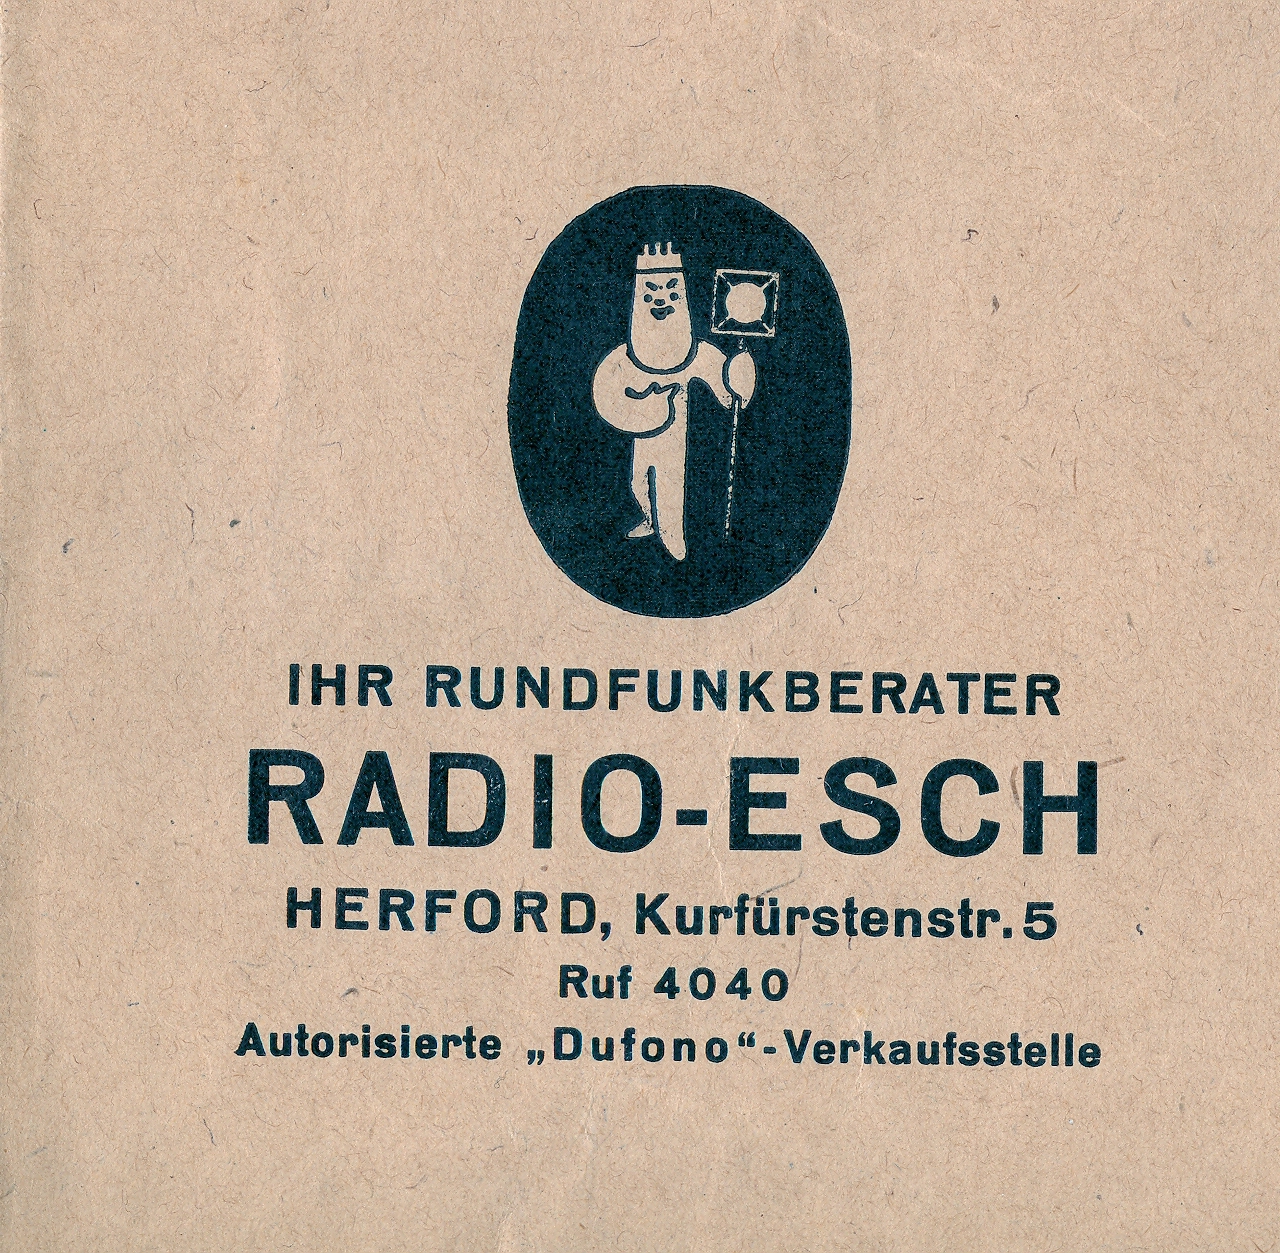 IHR RUNDFUNKBERATER
RADIO-ESCH
HERFORD, Kurfürstenstr. 5
Ruf 4040
Autorisierte „Dufono“-Verkaufsstelle